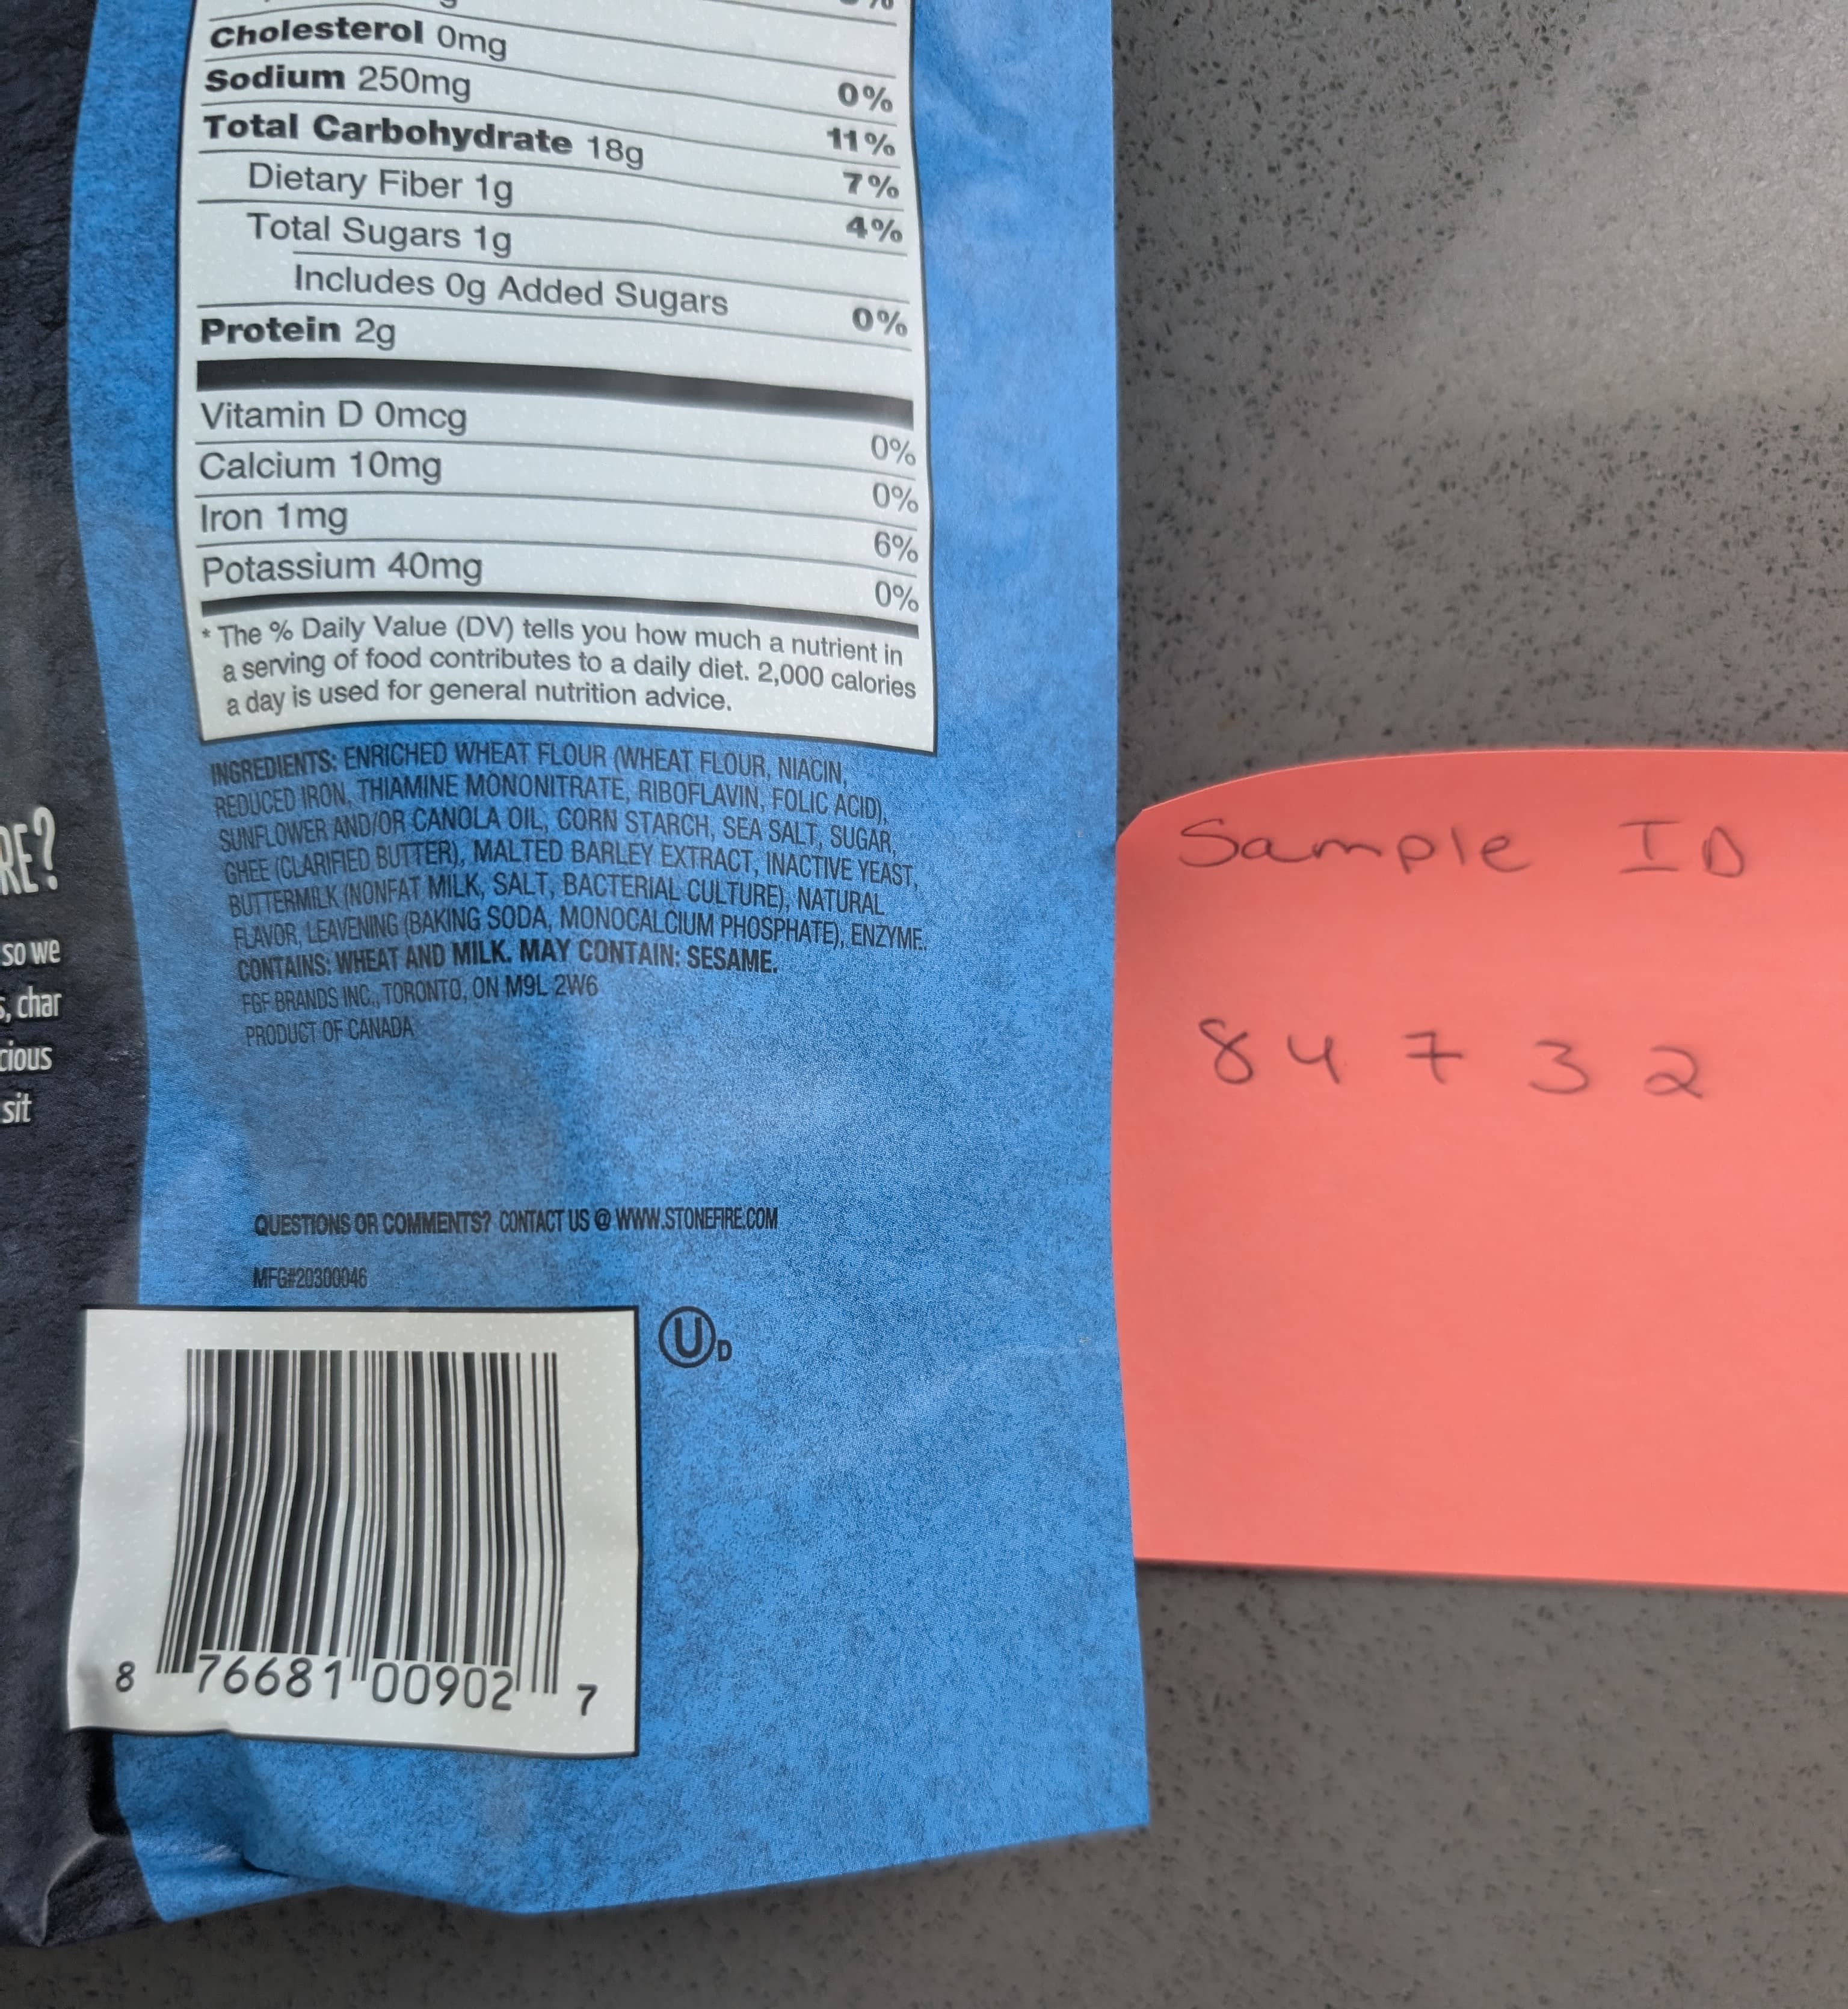 Cholesterol 0mg 0%
Sodium 250mg 11%
Total Carbohydrate 18g 7%
Dietary Fiber 1g 4%
Total Sugars 1g
Includes 0g Added Sugars 0%
Protein 2g
Vitamin D 0mcg 0%
Calcium 10mg 0%
Iron 1mg 6%
Potassium 40mg 0%
* The % Daily Value (DV) tells you how much a nutrient in
a serving of food contributes to a daily diet. 2,000 calories
a day is used for general nutrition advice.
INGREDIENTS: ENRICHED WHEAT FLOUR (WHEAT FLOUR, NIACIN,
REDUCED IRON, THIAMINE MONONITRATE, RIBOFLAVIN, FOLIC ACID),
SUNFLOWER AND/OR CANOLA OIL, CORN STARCH, SEA SALT, SUGAR,
GHEE (CLARIFIED BUTTER), MALTED BARLEY EXTRACT, INACTIVE YEAST,
BUTTERMILK (NONFAT MILK, SALT, BACTERIAL CULTURE), NATURAL
FLAVOR, LEAVENING (BAKING SODA, MONOCALCIUM PHOSPHATE), ENZYME.
CONTAINS: WHEAT AND MILK. MAY CONTAIN: SESAME.
FGF BRANDS INC., TORONTO, ON M9L 2W6
PRODUCT OF CANADA
QUESTIONS OR COMMENTS? CONTACT US @ WWW.STONEFIRE.COM
MFG#20300046
U D
8 76681 00902 7
RE?
so we
s, char
cious
sit
Sample ID
84732